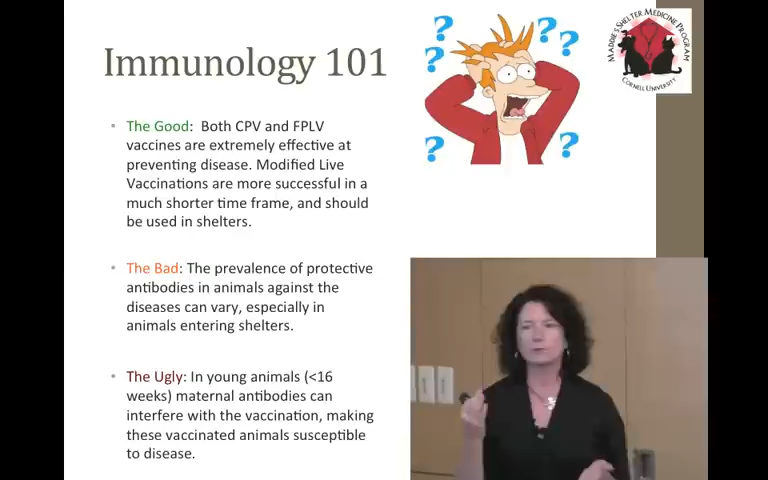 Immunology 101
• The Good: Both CPV and FPLV
vaccines are extremely effective at
preventing disease. Modified Live
Vaccinations are more successful in a
much shorter time frame, and should
be used in shelters.
• The Bad: The prevalence of protective
antibodies in animals against the
diseases can vary, especially in
animals entering shelters.
• The Ugly: In young animals (<16
weeks) maternal antibodies can
interfere with the vaccination, making
these vaccinated animals susceptible
to disease.
? ? ? ? ? ?
MADDIE'S SHELTER MEDICINE PROGRAM
CORNELL UNIVERSITY